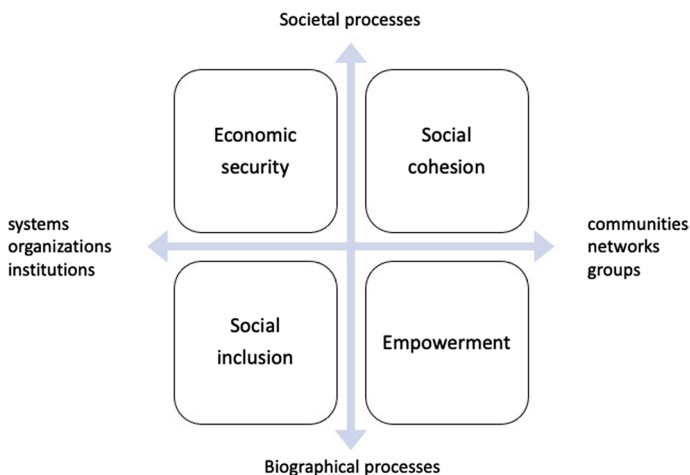 Societal processes
Economic
security
Social
cohesion
systems
organizations
institutions
communities
networks
groups
Social
inclusion
Empowerment
Biographical processes